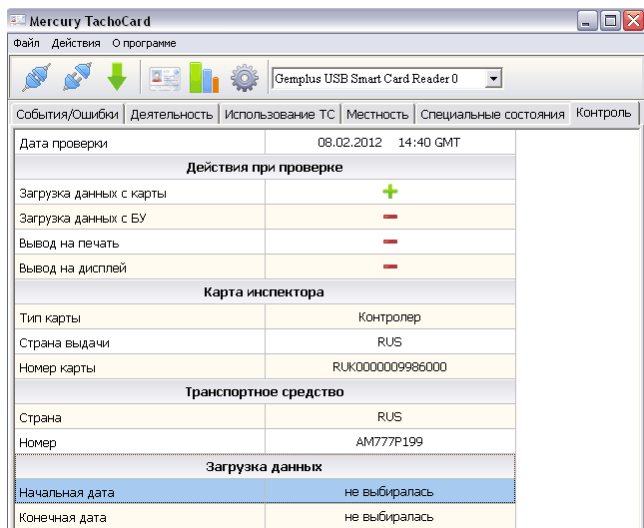 Mercury TachoCard
Файл Действия О программе
Gemplus USB Smart Card Reader 0
События/Ошибки Деятельность Использование ТС Местность Специальные состояния Контроль
Дата проверки 08.02.2012 14:40 GMT
Действия при проверке
Загрузка данных с карты
Загрузка данных с БУ
Вывод на печать
Вывод на дисплей
Карта инспектора
Тип карты Контролер
Страна выдачи RUS
Номер карты RUK0000009986000
Транспортное средство
Страна RUS
Номер АМ777Р199
Загрузка данных
Начальная дата не выбиралась
Конечная дата не выбиралась